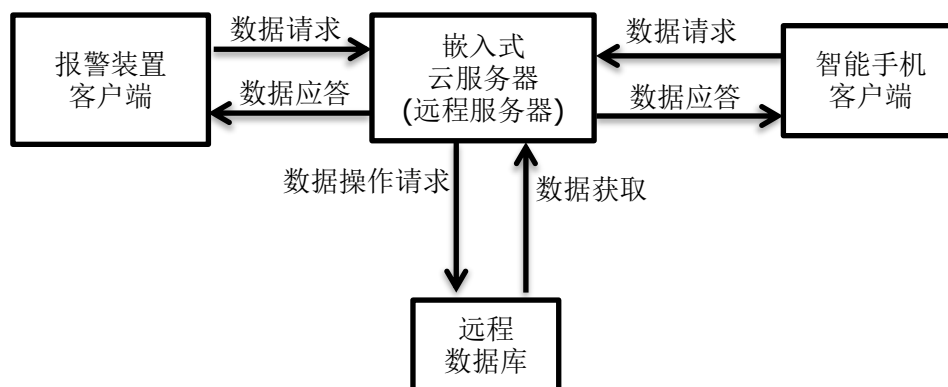 报警装置
客户端
数据请求
数据应答
嵌入式
云服务器
(远程服务器)
数据请求
数据应答
智能手机
客户端
数据操作请求
数据获取
远程
数据库